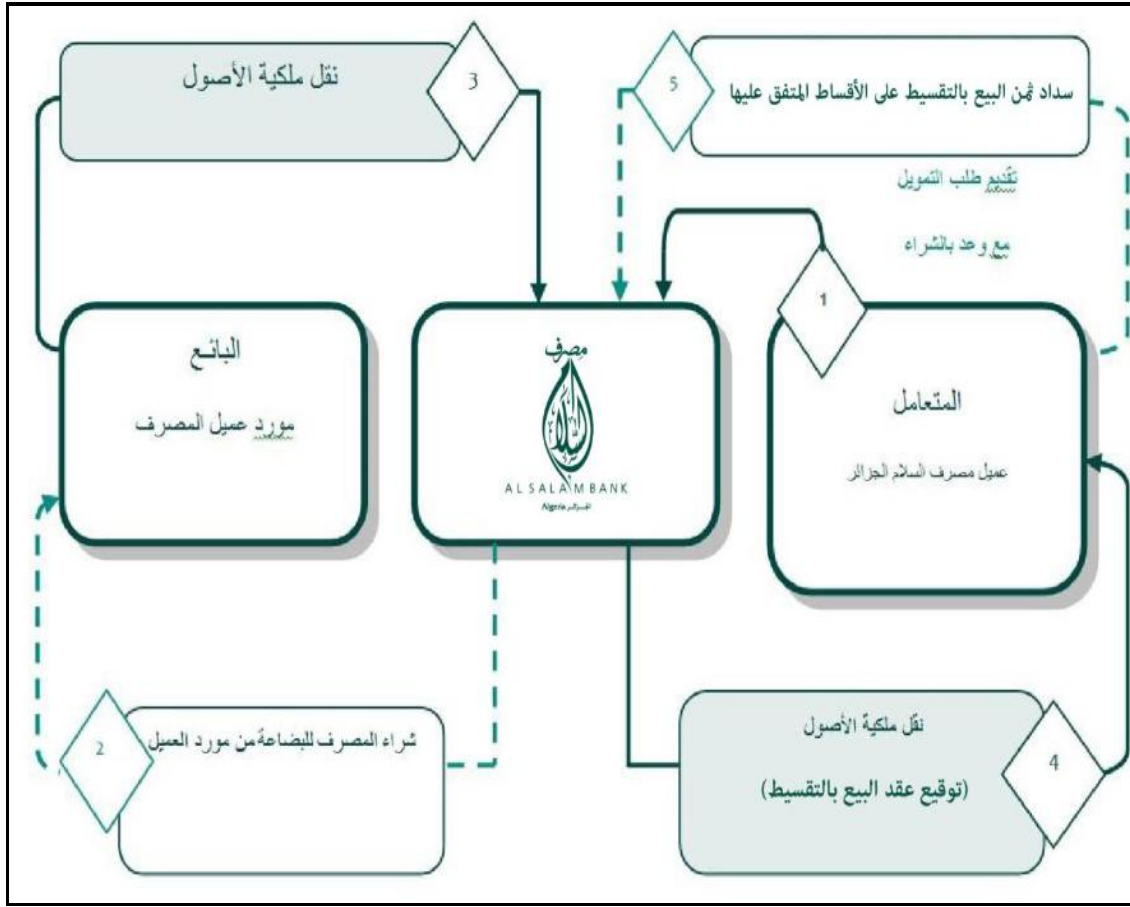 سداد ثمن البيع بالتقسيط على الأقساط المتفق عليها
5
3
نقل ملكية الأصول
تقديم طلب التمويل
مع وعد بالشراء
1
المتعامل
عميل مصرف السلام الجزائر
مصرف
السلام
AL SALAM BANK
Algeria الجزائر
البائع
مورد عميل المصرف
4
نقل ملكية الأصول
(توقيع عقد البيع بالتقسيط)
شراء المصرف للبضاعة من مورد العميل
2